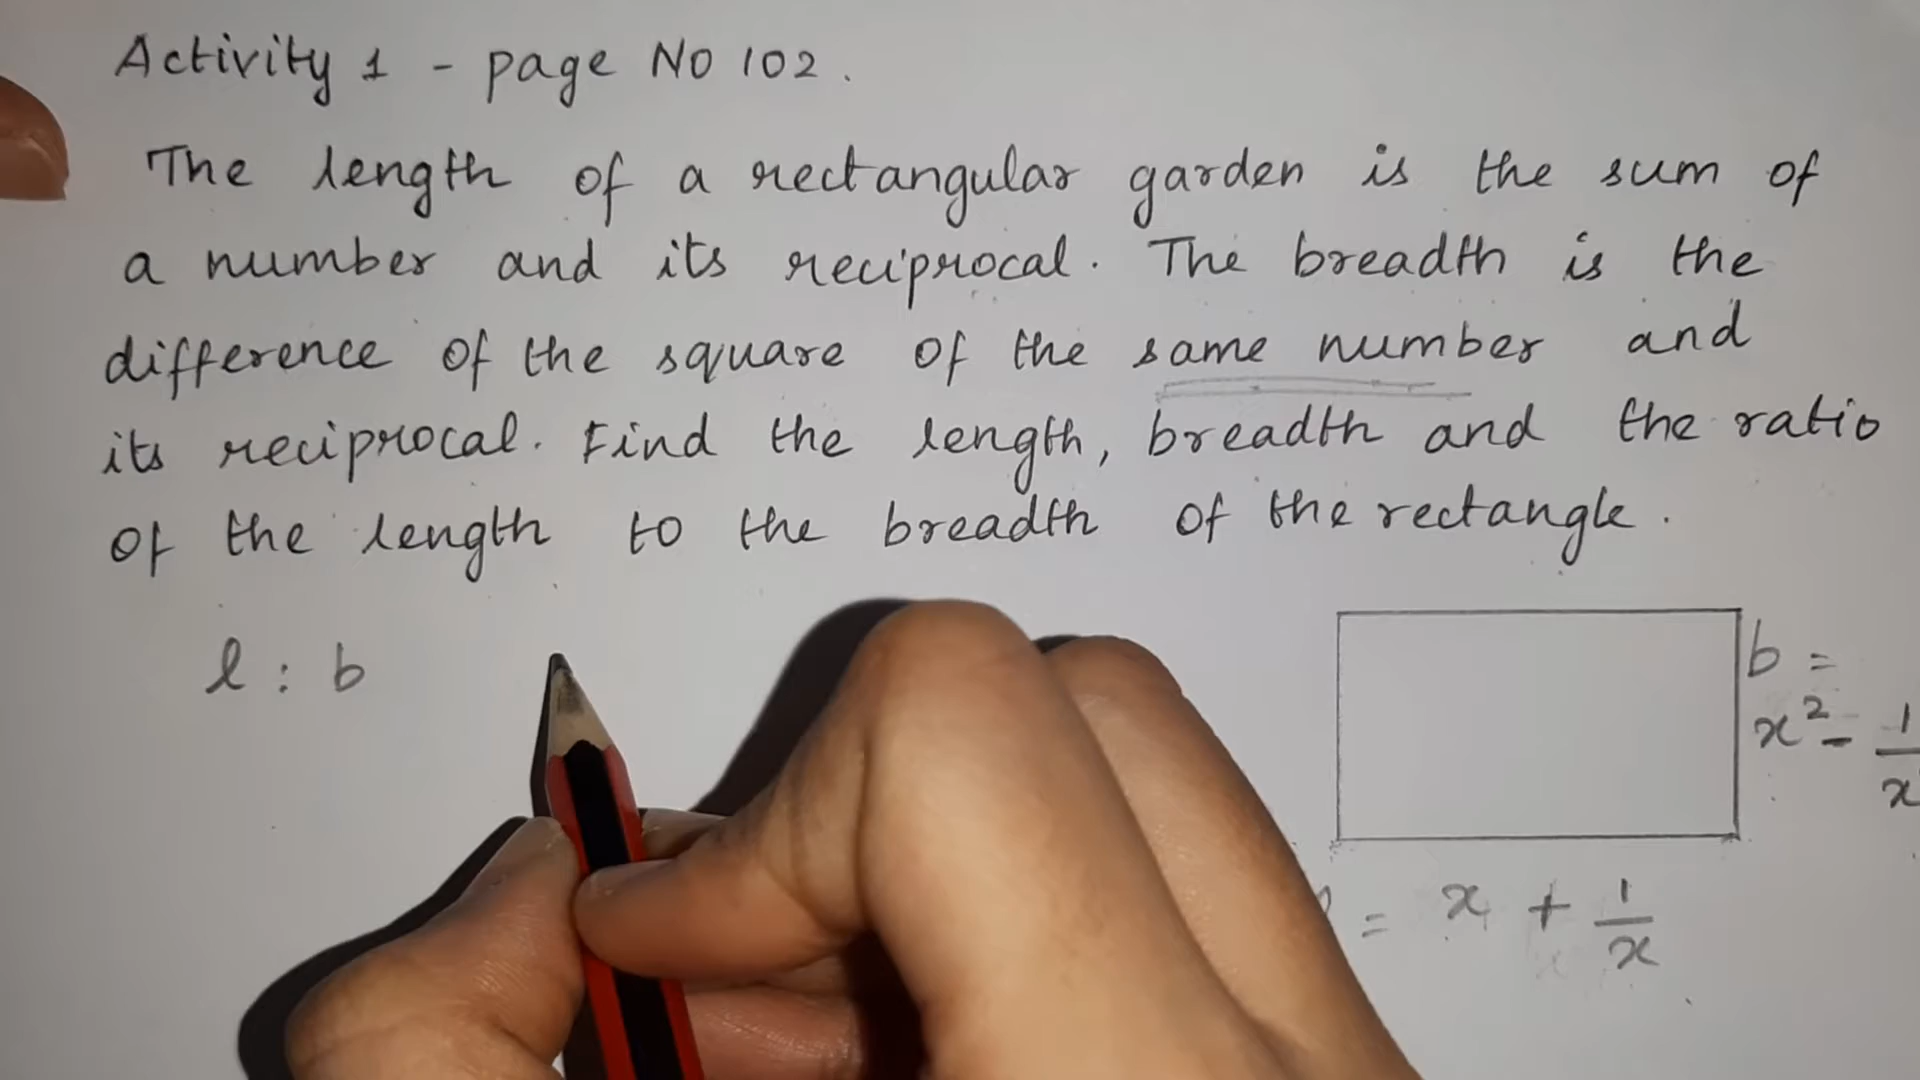 Activity 1 - page No 102.
The length of a rectangular garden is the sum of
a number and its reciprocal. The breadth is the
difference of the square of the same number and
its reciprocal. Find the length, breadth and the ratio
of the length to the breadth of the rectangle.
l : b
b =
x² - 1/x
= x + 1/x